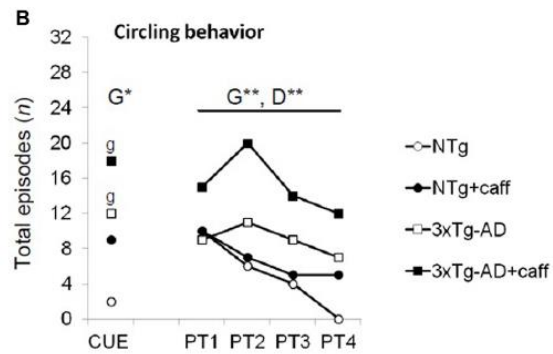 B
Circling behavior
Total episodes (n)
32
28
24
20
16
12
8
4
0
G*
G**, D**
g
g
CUE PT1 PT2 PT3 PT4
NTg
NTg+caff
3xTg-AD
3xTg-AD+caff